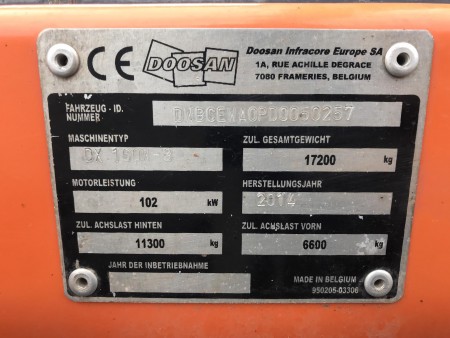 CE DOOSAN Doosan Infracore Europe SA
1A, RUE ACHILLE DEGRACE
7080 FRAMERIES, BELGIUM
FAHRZEUG - ID.
NUMMER
MASCHINENTYP ZUL. GESAMTGEWICHT
17200 kg
MOTORLEISTUNG HERSTELLUNGSJAHR
102 kW 2014
ZUL. ACHSLAST HINTEN ZUL. ACHSLAST VORN
11300 kg 6600 kg
JAHR DER INBETRIEBNAHME
MADE IN BELGIUM
950205-03306